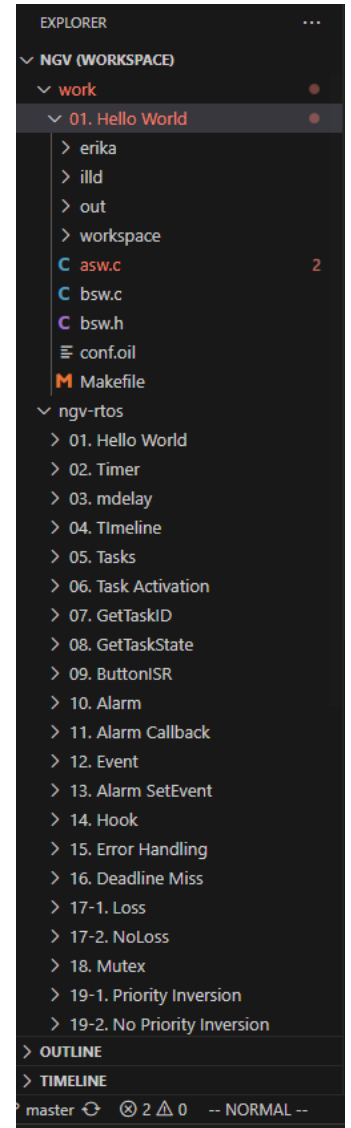 EXPLORER ...
NGV (WORKSPACE)
work
01. Hello World
erika
illd
out
workspace
C asw.c 2
C bsw.c
C bsw.h
conf.oil
M Makefile
ngv-rtos
01. Hello World
02. Timer
03. mdelay
04. TImeline
05. Tasks
06. Task Activation
07. GetTaskID
08. GetTaskState
09. ButtonISR
10. Alarm
11. Alarm Callback
12. Event
13. Alarm SetEvent
14. Hook
15. Error Handling
16. Deadline Miss
17-1. Loss
17-2. NoLoss
18. Mutex
19-1. Priority Inversion
19-2. No Priority Inversion
OUTLINE
TIMELINE
master 2 0 -- NORMAL --